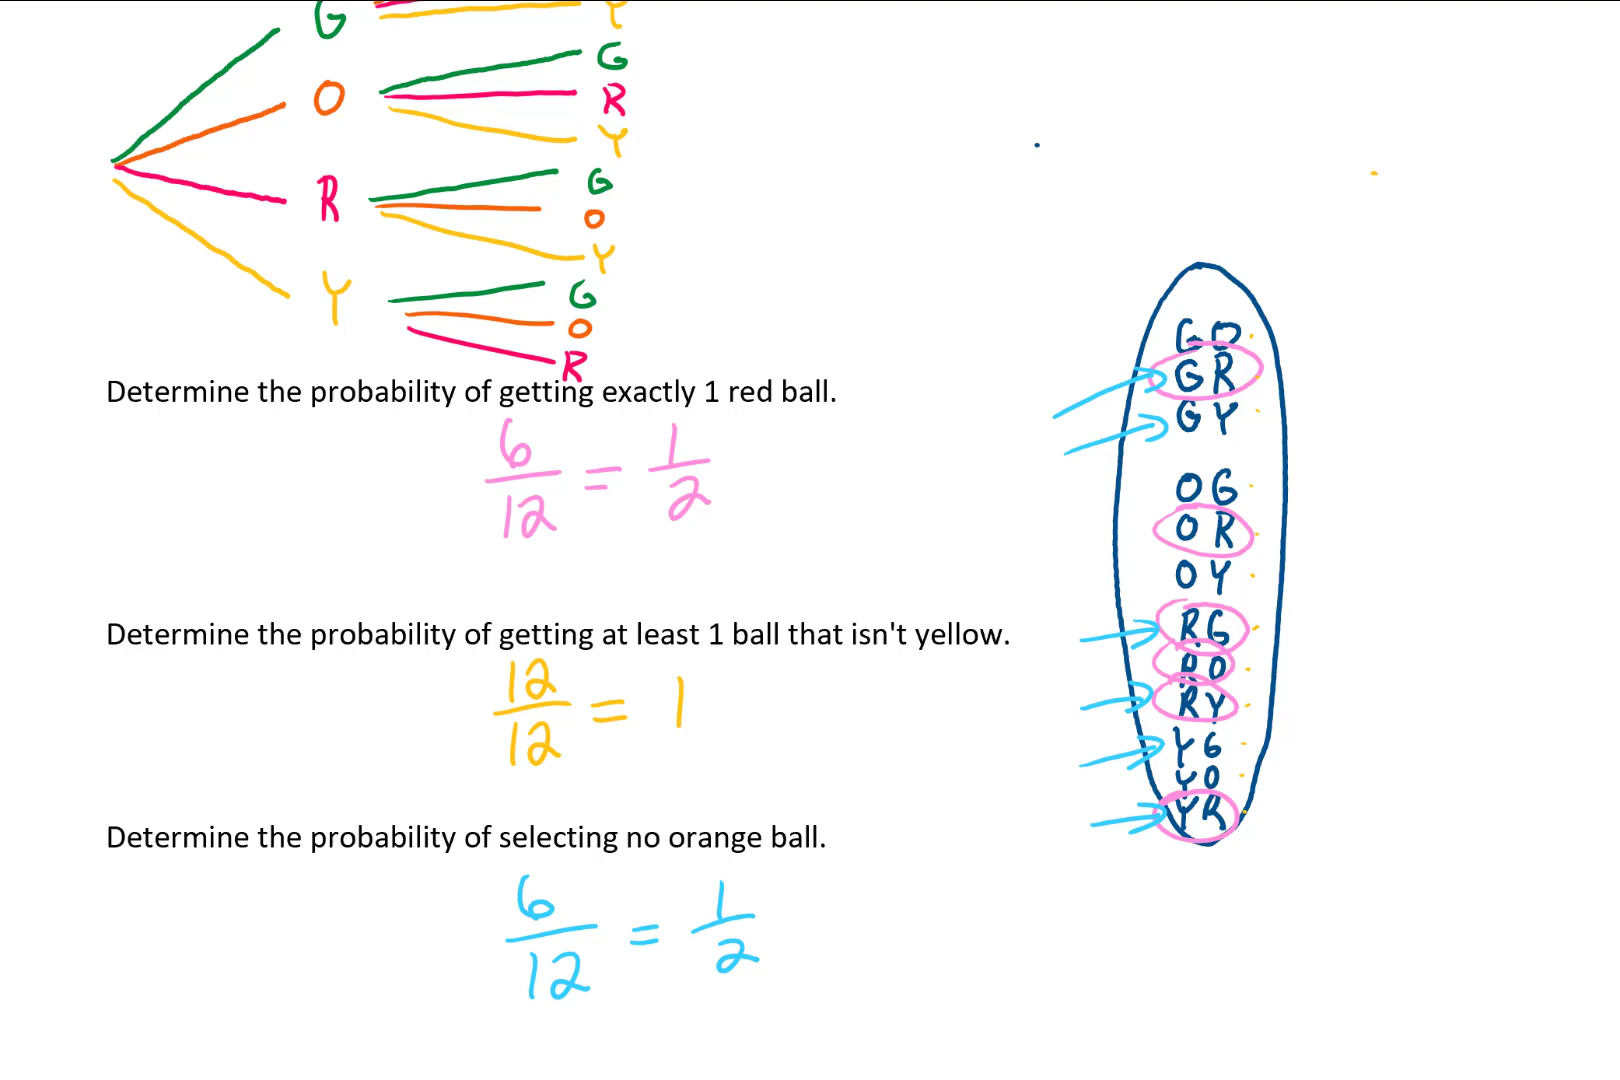 G
Y
G
O
R
Y
R
G
O
Y
Y
G
O
R
Determine the probability of getting exactly 1 red ball.
6/12 = 1/2
Determine the probability of getting at least 1 ball that isn't yellow.
12/12 = 1
Determine the probability of selecting no orange ball.
6/12 = 1/2
GO
GR
GY
OG
OR
OY
RG
RO
RY
YG
YO
YR